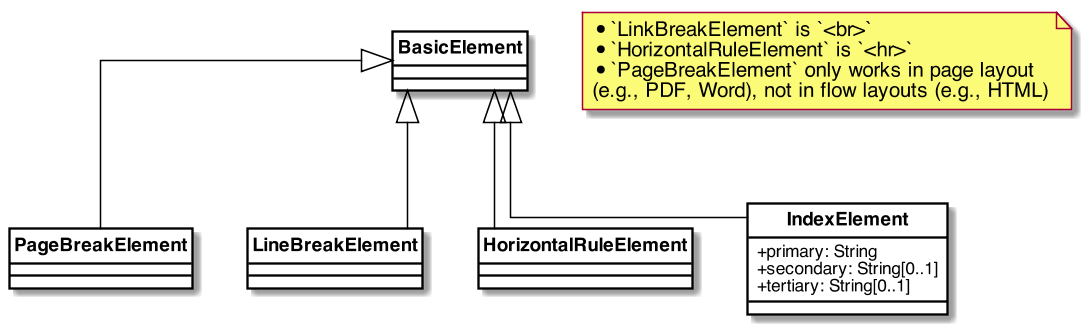 BasicElement
• `LinkBreakElement` is `<br>`
• `HorizontalRuleElement` is `<hr>`
• `PageBreakElement` only works in page layout
(e.g., PDF, Word), not in flow layouts (e.g., HTML)
PageBreakElement
LineBreakElement
HorizontalRuleElement
IndexElement
+primary: String
+secondary: String[0..1]
+tertiary: String[0..1]